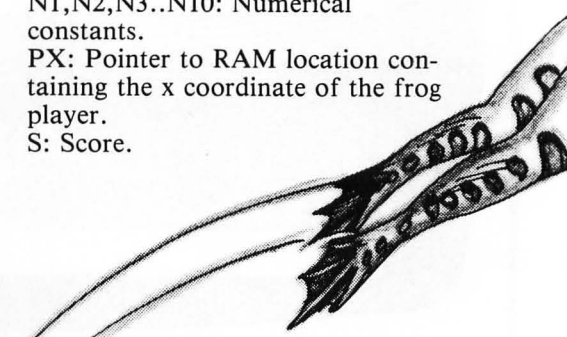 N1,N2,N3..N10: Numerical
constants.
PX: Pointer to RAM location con-
taining the x coordinate of the frog
player.
S: Score.